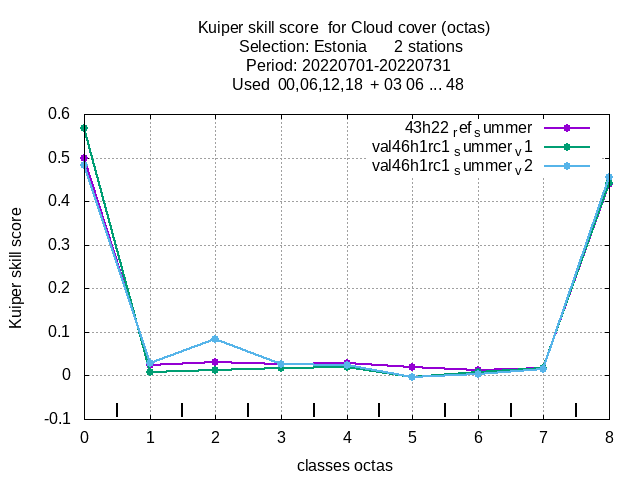 Kuiper skill score  for Cloud cover (octas)
Selection: Estonia      2 stations
Period: 20220701-20220731
Used  00,06,12,18  + 03 06 ... 48
43h22 ref summer
val46h1rc1 summer v1
val46h1rc1 summer v2
0.6
0.5
0.4
0.3
0.2
0.1
0
-0.1
Kuiper skill score
0 1 2 3 4 5 6 7 8
classes octas